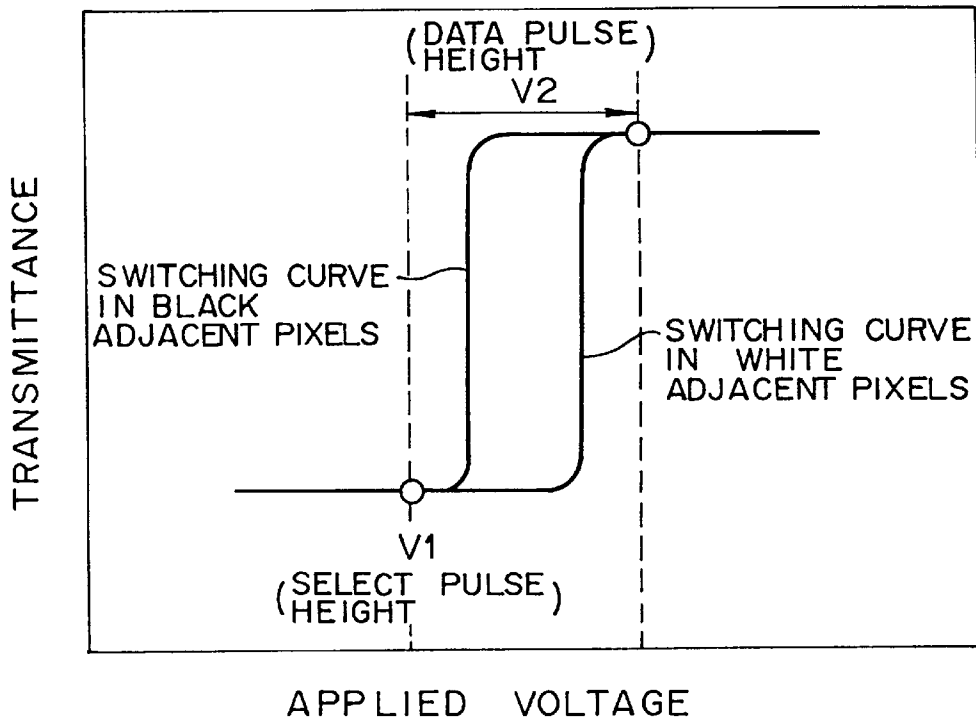 (DATA PULSE
HEIGHT)
V2
TRANSMITTANCE
SWITCHING CURVE
IN BLACK
ADJACENT PIXELS
SWITCHING CURVE
IN WHITE
ADJACENT PIXELS
V1
(SELECT PULSE
HEIGHT)
APPLIED VOLTAGE